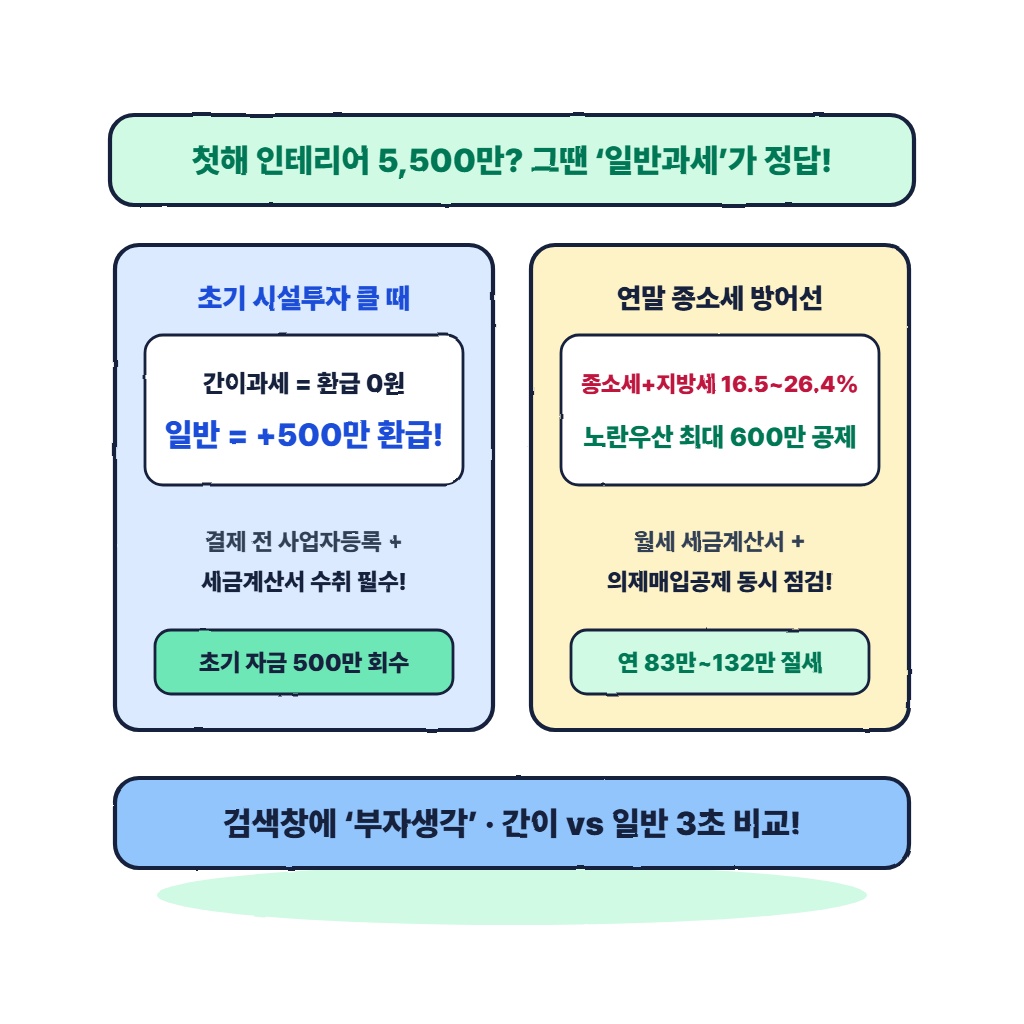 첫해 인테리어 5,500만? 그땐 ‘일반과세’가 정답!
초기 시설투자 클 때
간이과세 = 환급 0원
일반 = +500만 환급!
결제 전 사업자등록 +
세금계산서 수취 필수!
초기 자금 500만 회수
연말 종소세 방어선
종소세+지방세 16.5~26.4%
노란우산 최대 600만 공제
월세 세금계산서 +
의제매입공제 동시 점검!
연 83만~132만 절세
검색창에 ‘부자생각’ · 간이 vs 일반 3초 비교!